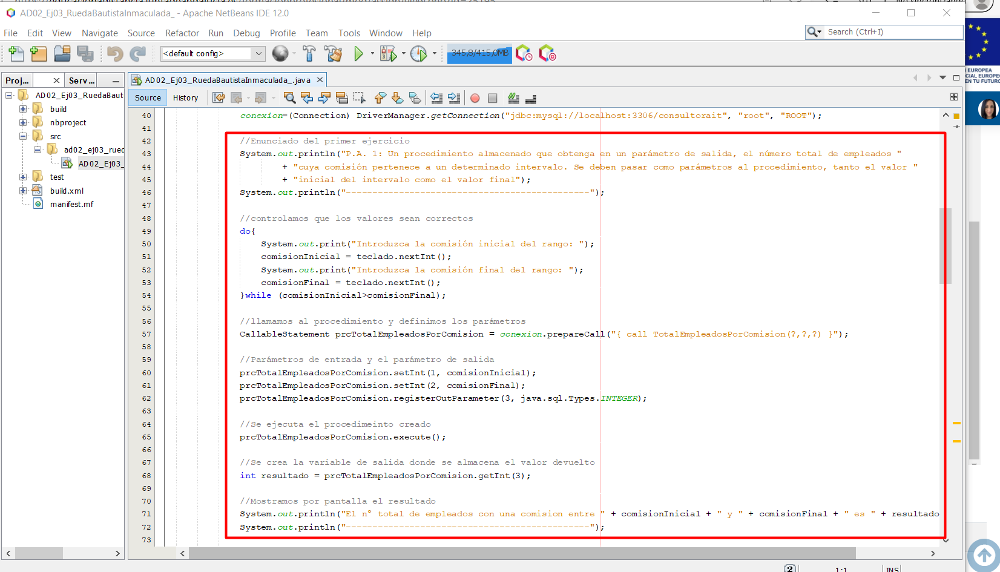 AD02_Ej03_RuedaBautistaInmaculada_ - Apache NetBeans IDE 12.0
File Edit View Navigate Source Refactor Run Debug Profile Team Tools Window Help
Search (Ctrl+I)
<default config>
345,8/415,0MB
Proj...
Serv...
AD02_Ej03_RuedaBautistaInmaculada_.java
AD02_Ej03_RuedaBaut
build
nbproject
src
ad02_ej03_rued
AD02_Ej03_
test
build.xml
manifest.mf
Source
History
40 conexion=(Connection) DriverManager.getConnection("jdbc:mysql://localhost:3306/consultorait", "root", "ROOT");
41
42 //Enunciado del primer ejercicio
43 System.out.println("P.A. 1: Un procedimiento almacenado que obtenga en un parámetro de salida, el número total de empleados "
44 + "cuya comisión pertenece a un determinado intervalo. Se deben pasar como parámetros al procedimiento, tanto el valor "
45 + "inicial del intervalo como el valor final");
46 System.out.println("----------------------------------------------");
47
48 //controlamos que los valores sean correctos
49 do{
50 System.out.print("Introduzca la comisión inicial del rango: ");
51 comisionInicial = teclado.nextInt();
52 System.out.print("Introduzca la comisión final del rango: ");
53 comisionFinal = teclado.nextInt();
54 }while (comisionInicial>comisionFinal);
55
56 //llamamos al procedimiento y definimos los parámetros
57 CallableStatement prcTotalEmpleadosPorComision = conexion.prepareCall("{ call TotalEmpleadosPorComision(?,?,?) }");
58
59 //Parámetros de entrada y el parámetro de salida
60 prcTotalEmpleadosPorComision.setInt(1, comisionInicial);
61 prcTotalEmpleadosPorComision.setInt(2, comisionFinal);
62 prcTotalEmpleadosPorComision.registerOutParameter(3, java.sql.Types.INTEGER);
63
64 //Se ejecuta el procedimeinto creado
65 prcTotalEmpleadosPorComision.execute();
66
67 //Se crea la variable de salida donde se almacena el valor devuelto
68 int resultado = prcTotalEmpleadosPorComision.getInt(3);
69
70 //Mostramos por pantalla el resultado
71 System.out.println("El nº total de empleados con una comision entre " + comisionInicial + " y " + comisionFinal + " es " + resultado
72 System.out.println("----------------------------------------------");
73
2
1:1
INS
EUROPEA
CIAL EUROPE
EN TU FUTURO